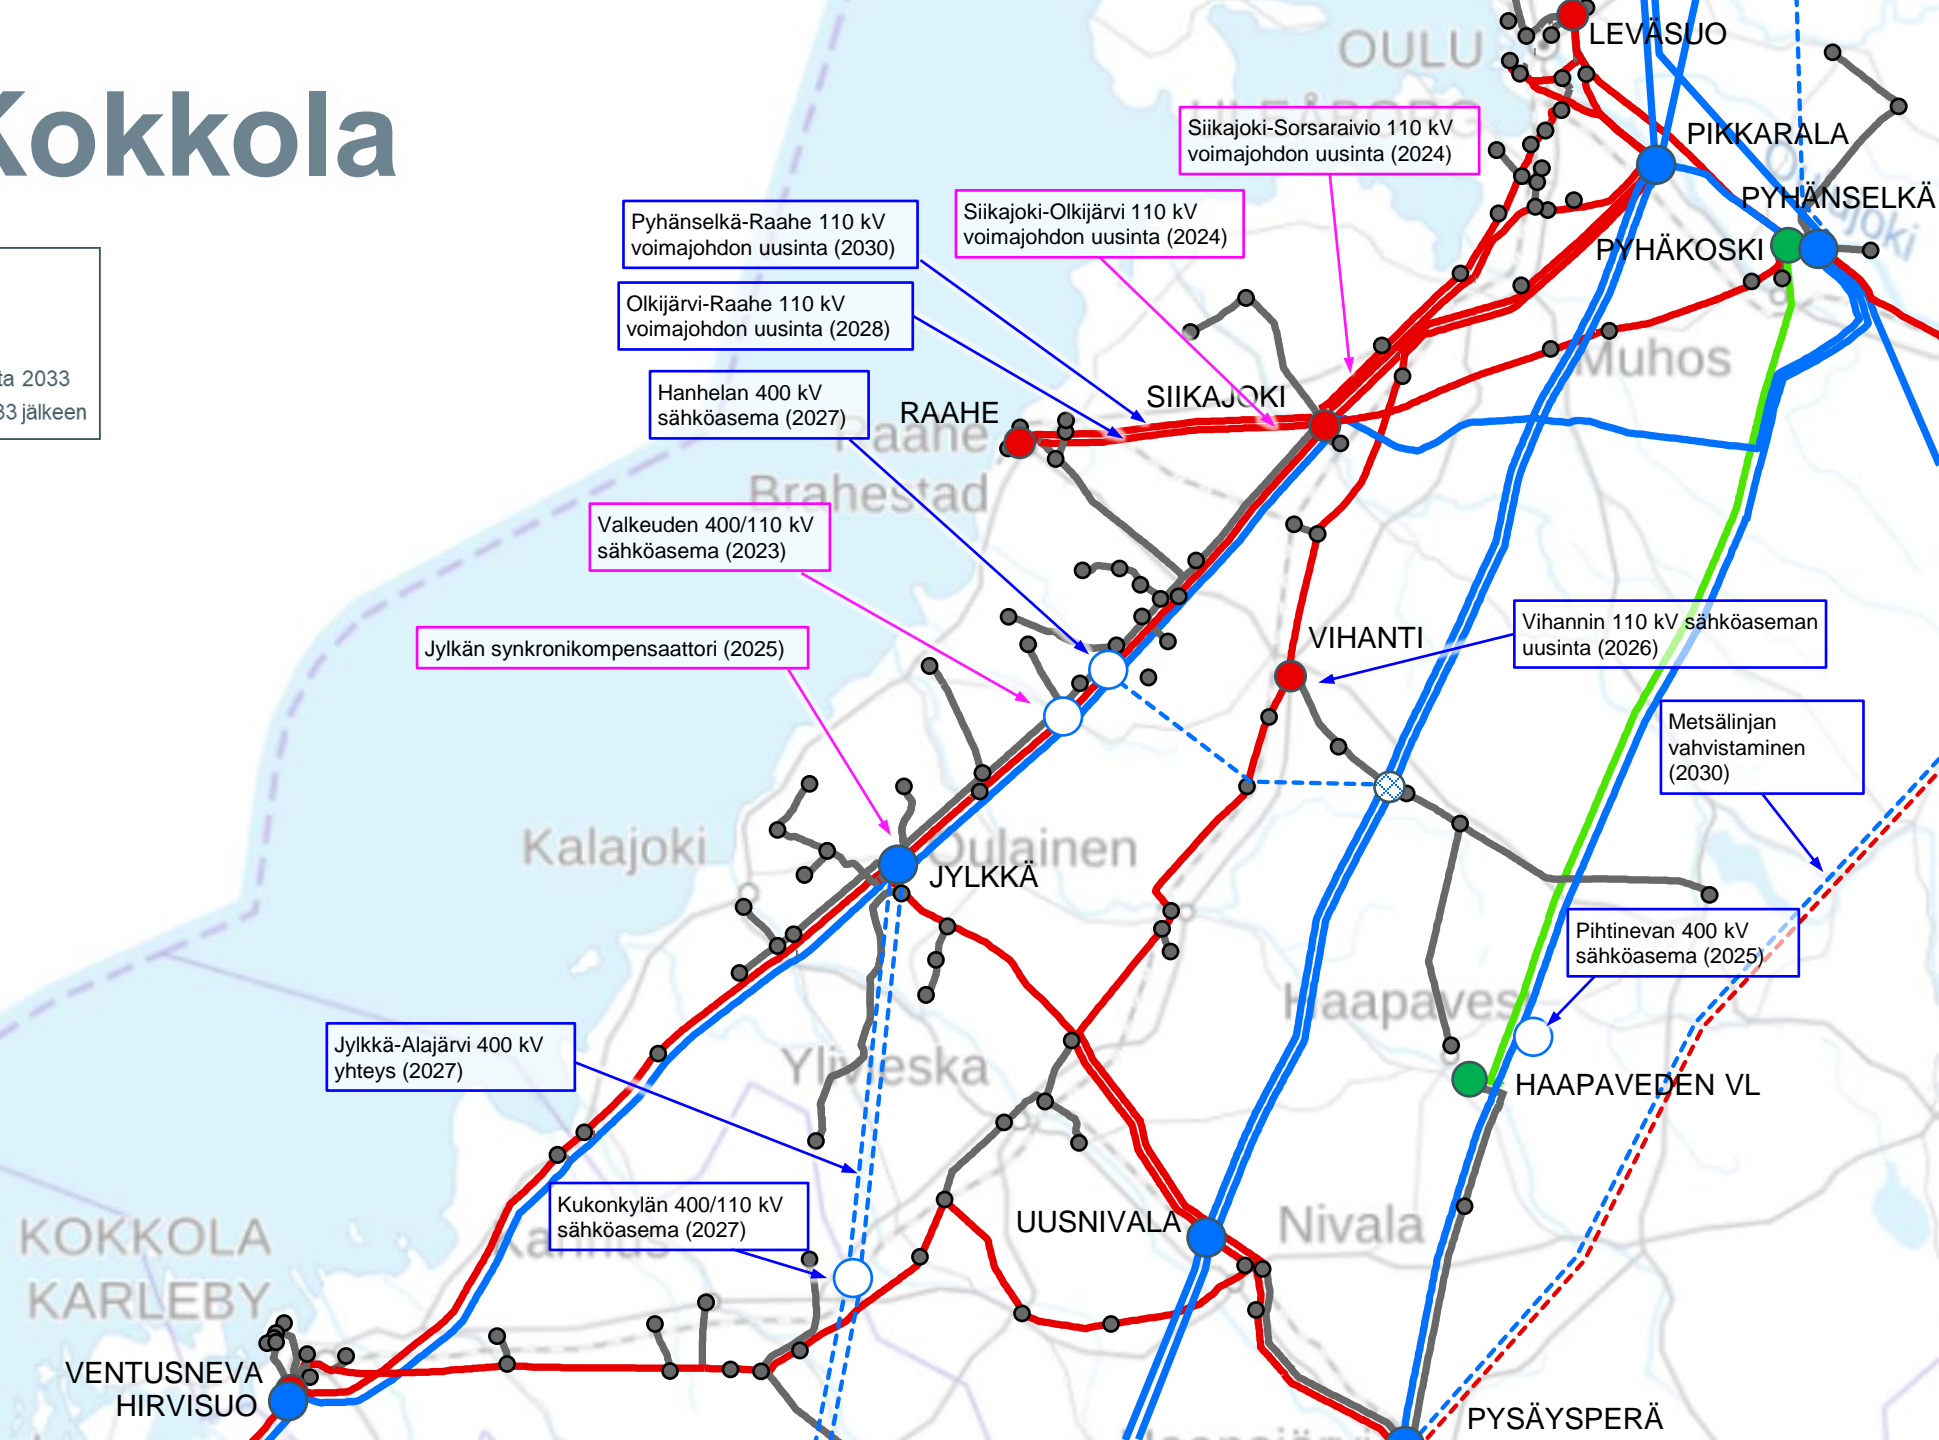 Kokkola
ta 2033
33 jälkeen
LEVÄSUO
OULU
ULEÅBORG
Siikajoki-Sorsaraivio 110 kV
voimajohdon uusinta (2024)
PIKKARALA
PYHÄNSELKÄ
Pyhänselkä-Raahe 110 kV
voimajohdon uusinta (2030)
Siikajoki-Olkijärvi 110 kV
voimajohdon uusinta (2024)
PYHÄKOSKI
Olkijärvi-Raahe 110 kV
voimajohdon uusinta (2028)
Muhos
Hanhelan 400 kV
sähköasema (2027)
SIIKAJOKI
RAAHE
Raahe
Brahestad
Valkeuden 400/110 kV
sähköasema (2023)
Jylkän synkronikompensaattori (2025)
VIHANTI
Vihannin 110 kV sähköaseman
uusinta (2026)
Metsälinjan
vahvistaminen
(2030)
Kalajoki
Oulainen
JYLKKÄ
Pihtinevan 400 kV
sähköasema (2025)
Jylkkä-Alajärvi 400 kV
yhteys (2027)
Ylivieska
HAAPAVEDEN VL
Kukonkylän 400/110 kV
sähköasema (2027)
Kannus
UUSNIVALA
Nivala
KOKKOLA
KARLEBY
VENTUSNEVA
HIRVISUO
PYSÄYSPERÄ